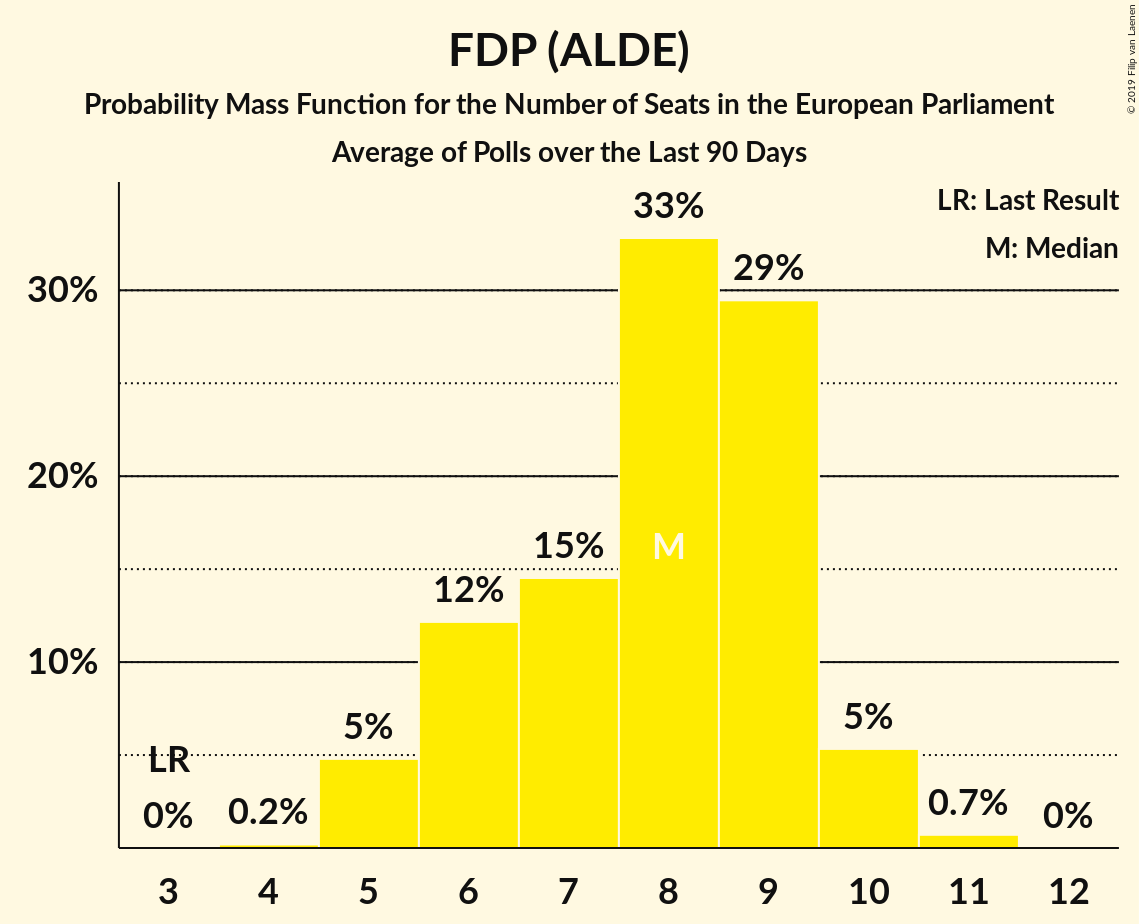 FDP (ALDE)
Probability Mass Function for the Number of Seats in the European Parliament
Average of Polls over the Last 90 Days
© 2019 Filip van Laenen
LR: Last Result
M: Median
33%
29%
30%
20%
15%
M
12%
10%
5%
5%
LR
0%
0.2%
0.7%
0%
3 4 5 6 7 8 9 10 11 12